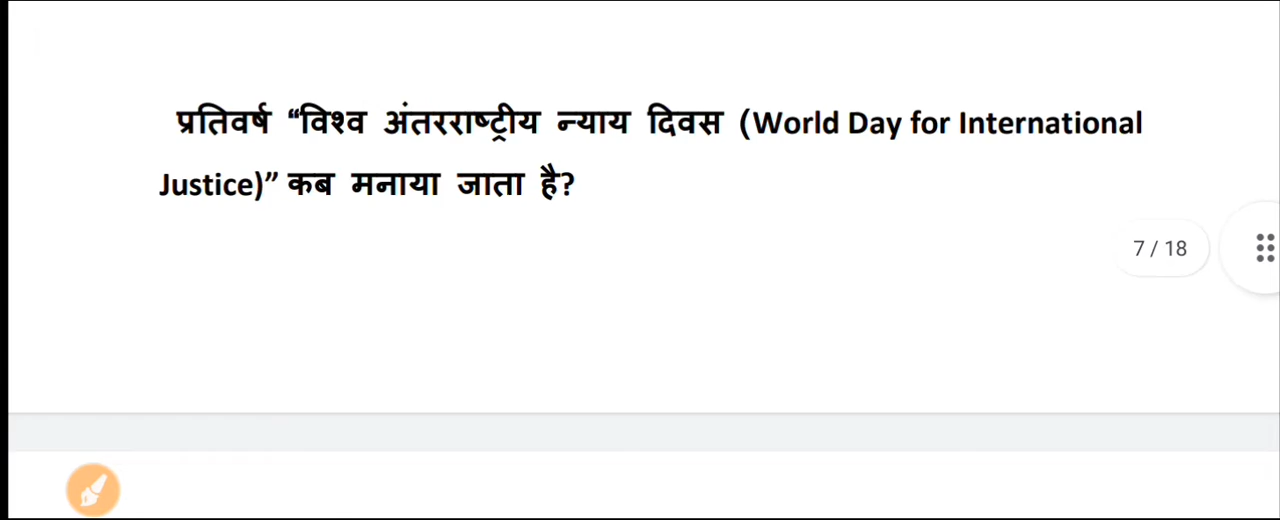 प्रतिवर्ष “विश्व अंतरराष्ट्रीय न्याय दिवस (World Day for International
Justice)” कब मनाया जाता है?
7 / 18